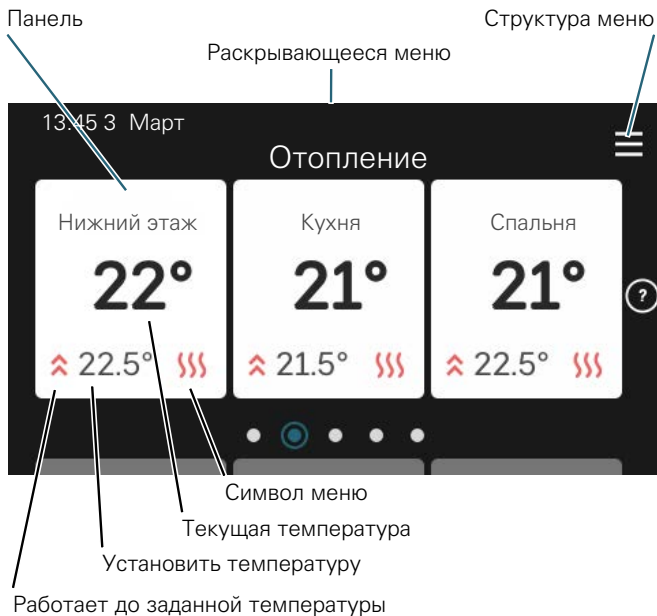 Панель
Структура меню
Раскрывающееся меню
13:45 3 Март
Отопление
Нижний этаж
Кухня
Спальня
22°
21°
21°
?
22.5°
21.5°
22.5°
Символ меню
Текущая температура
Установить температуру
Работает до заданной температуры